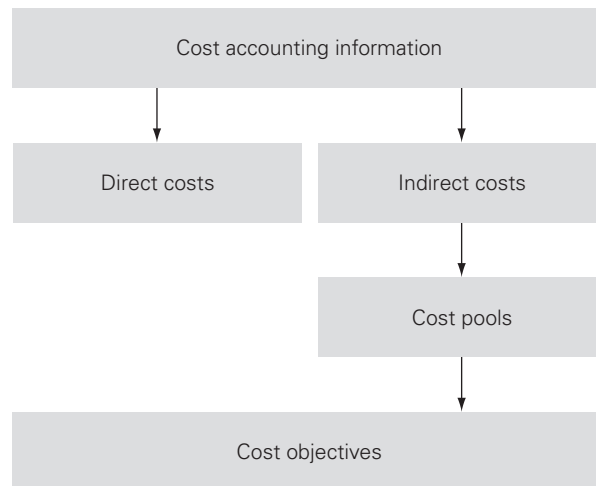 Cost accounting information
Direct costs
Indirect costs
Cost pools
Cost objectives